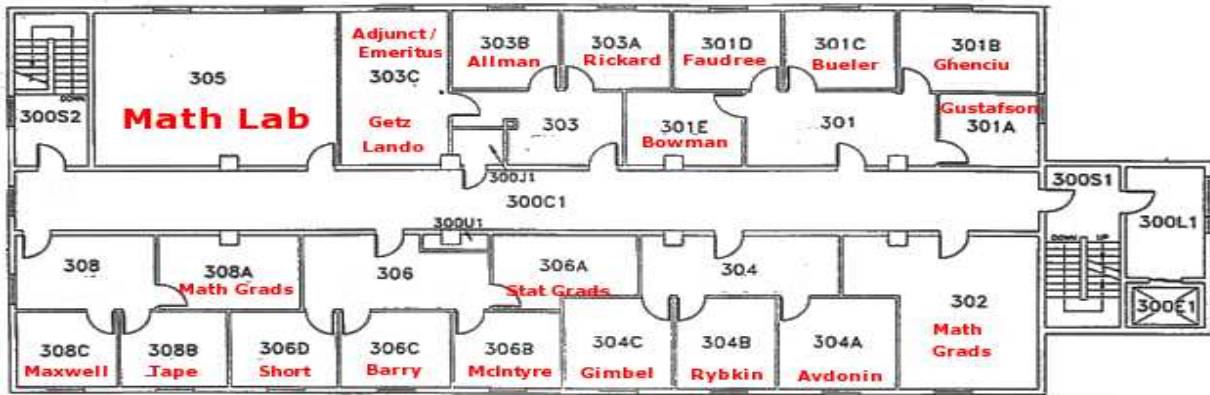 305
Math Lab
Adjunct /
Emeritus
303C
Getz
Lando
303B
Allman
303A
Rickard
301D
Faudree
301C
Bueler
301B
Ghenciu
DOWN
300S2
303
301E
Bowman
301
Gustafson
301A
300J1
300C1
300U1
300S1
300L1
DOWN UP
300E1
308
308A
Math Grads
306
306A
Stat Grads
304
302
Math
Grads
308C
Maxwell
308B
Tape
306D
Short
306C
Barry
306B
McIntyre
304C
Gimbel
304B
Rybkin
304A
Avdonin